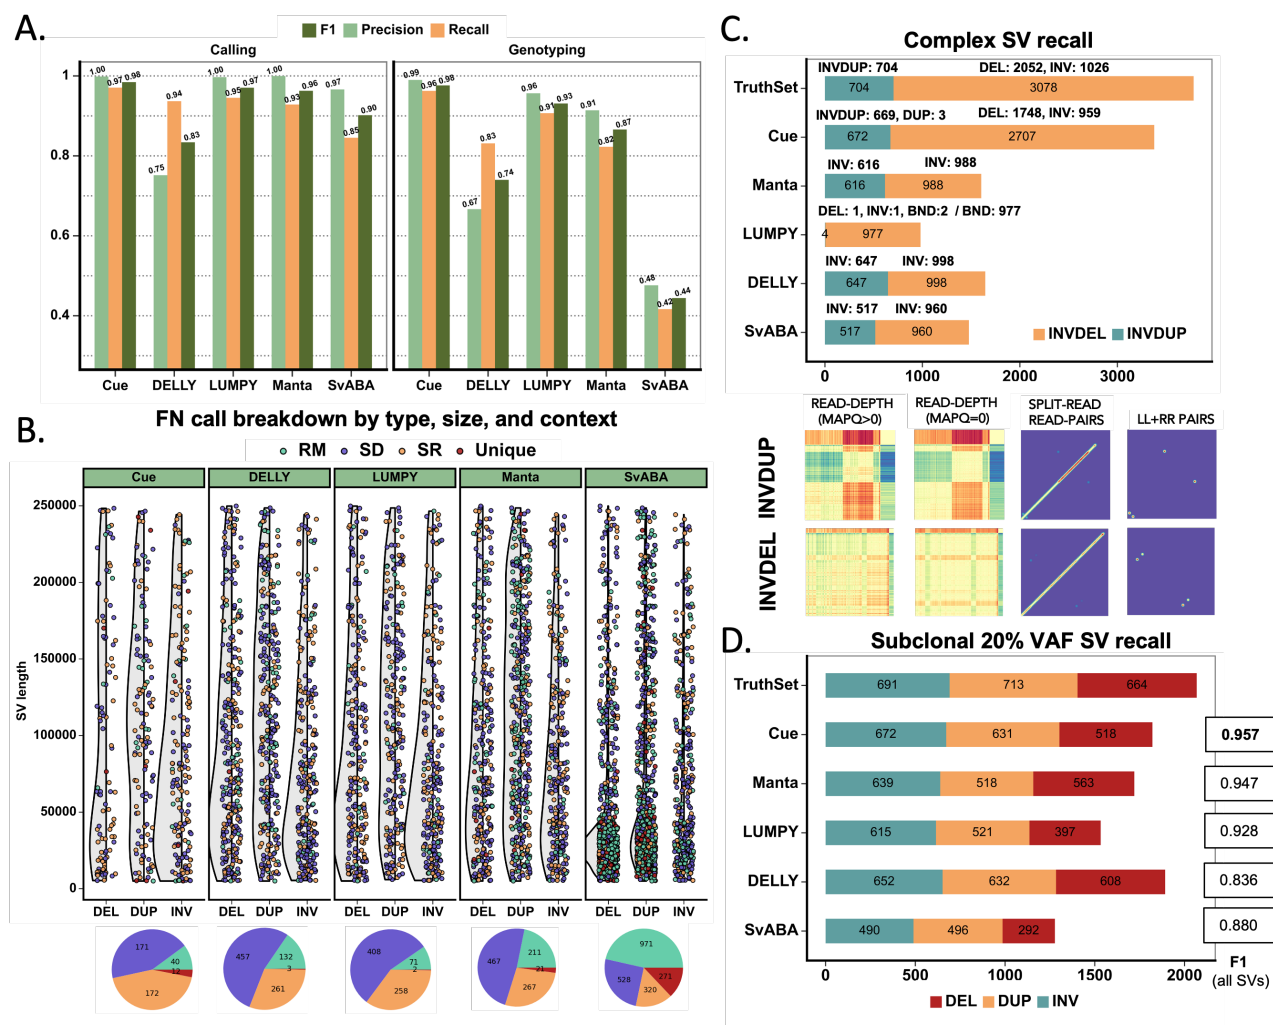 A.
F1 Precision Recall
Calling
Genotyping
1
0.8
0.6
0.4
1.00 0.97 0.98
0.75 0.94 0.83
1.00 0.95 0.97
1.00 0.93 0.96
0.97 0.85 0.90
0.99 0.96 0.98
0.67 0.83 0.74
0.96 0.91 0.93
0.91 0.82 0.87
0.48 0.42 0.44
Cue DELLY LUMPY Manta SvABA
Cue DELLY LUMPY Manta SvABA
B.
FN call breakdown by type, size, and context
RM SD SR Unique
Cue DELLY LUMPY Manta SvABA
SV length
250000
200000
150000
100000
50000
0
DEL DUP INV DEL DUP INV DEL DUP INV DEL DUP INV DEL DUP INV
171 40 12 172
457 132 3 261
408 71 2 258
467 211 21 267
971 528 271 320
C.
Complex SV recall
INVDUP: 704 DEL: 2052, INV: 1026
TruthSet 704 3078
INVDUP: 669, DUP: 3 DEL: 1748, INV: 959
Cue 672 2707
INV: 616 INV: 988
Manta 616 988
DEL: 1, INV:1, BND:2 / BND: 977
LUMPY 4 977
INV: 647 INV: 998
DELLY 647 998
INV: 517 INV: 960
SvABA 517 960
INVDEL INVDUP
0 1000 2000 3000
READ-DEPTH (MAPQ>0)
READ-DEPTH (MAPQ=0)
SPLIT-READ READ-PAIRS
LL+RR PAIRS
INVDUP
INVDEL
D.
Subclonal 20% VAF SV recall
TruthSet 691 713 664
Cue 672 631 518 0.957
Manta 639 518 563 0.947
LUMPY 615 521 397 0.928
DELLY 652 632 608 0.836
SvABA 490 496 292 0.880
0 500 1000 1500 2000
F1
(all SVs)
DEL DUP INV